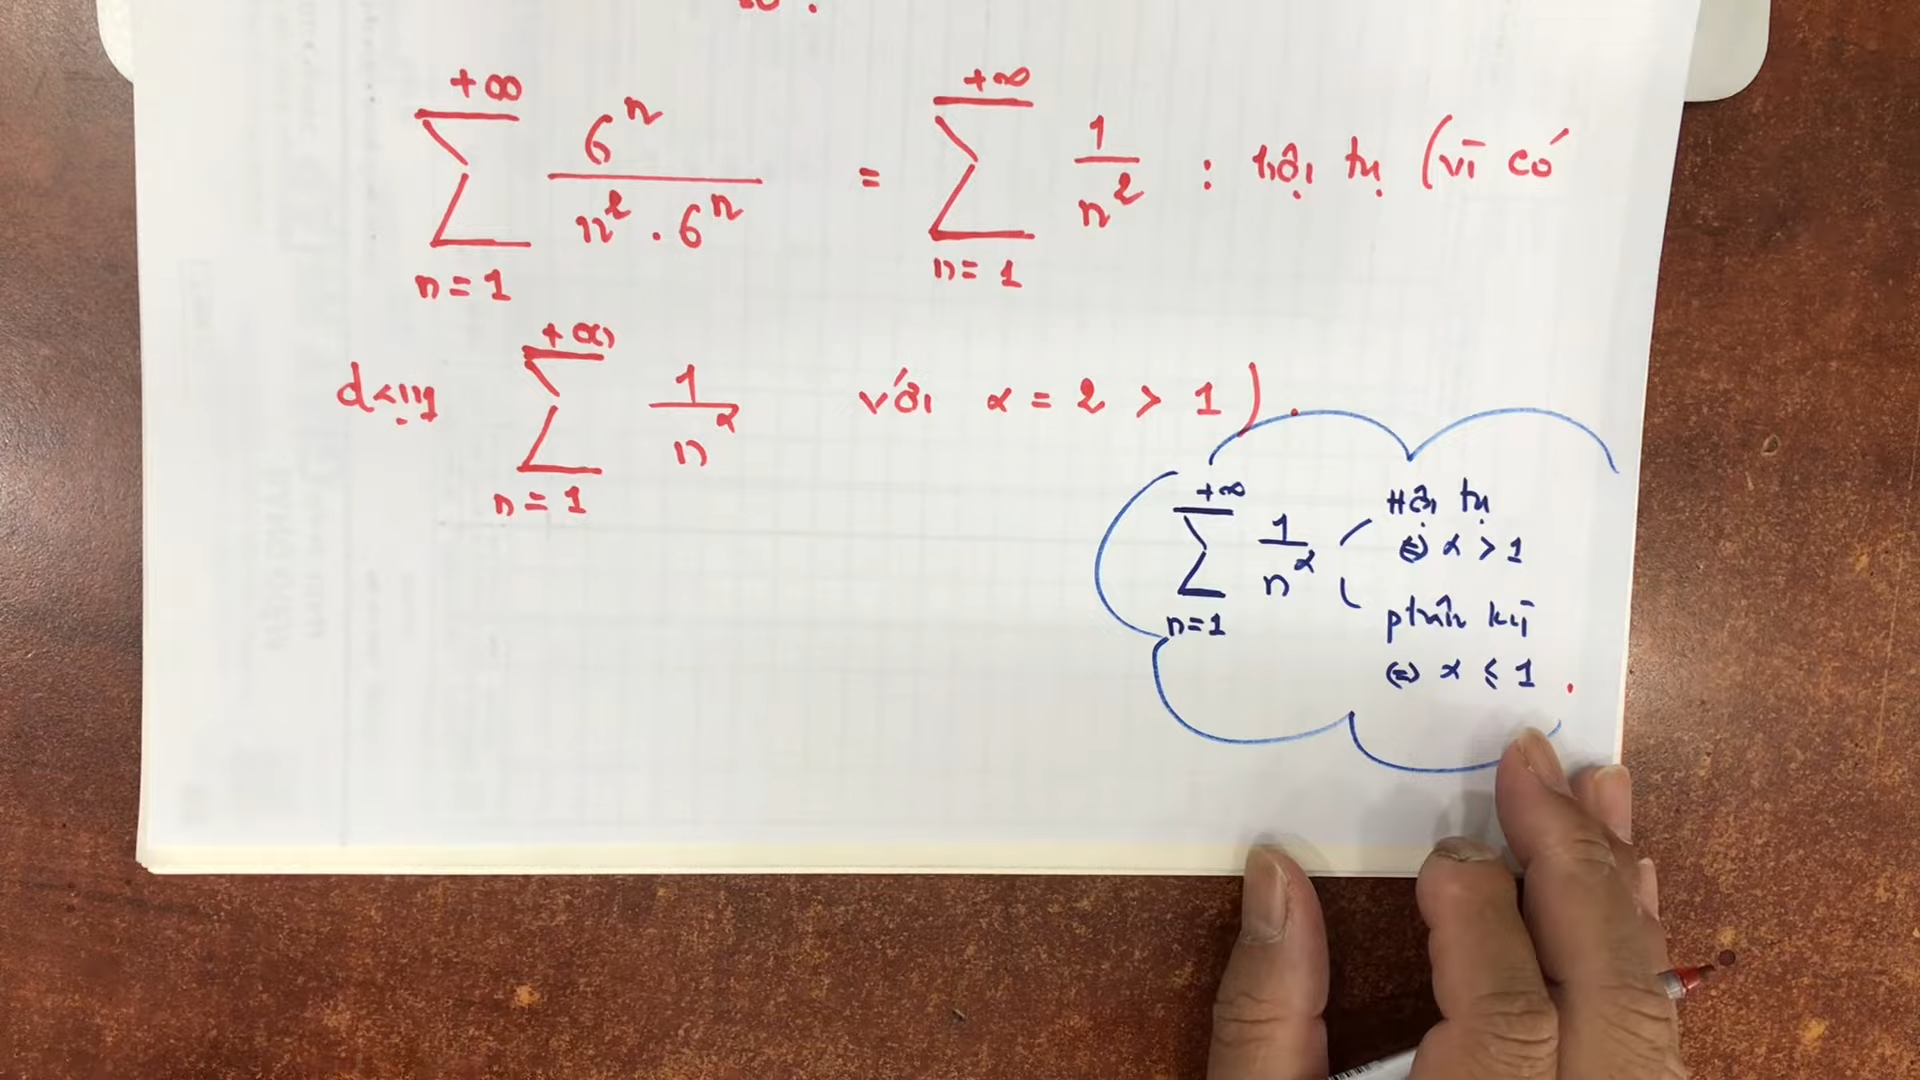 +∞ ∑ n=1 6^n / n^2 . 6^n = +∞ ∑ n=1 1 / n^2 : hội tụ (vì có
dạng +∞ ∑ n=1 1 / n^α với α = 2 > 1).
+∞ ∑ n=1 1 / n^α
Hội tụ
⇔ α > 1
phân kỳ
⇔ α ≤ 1.